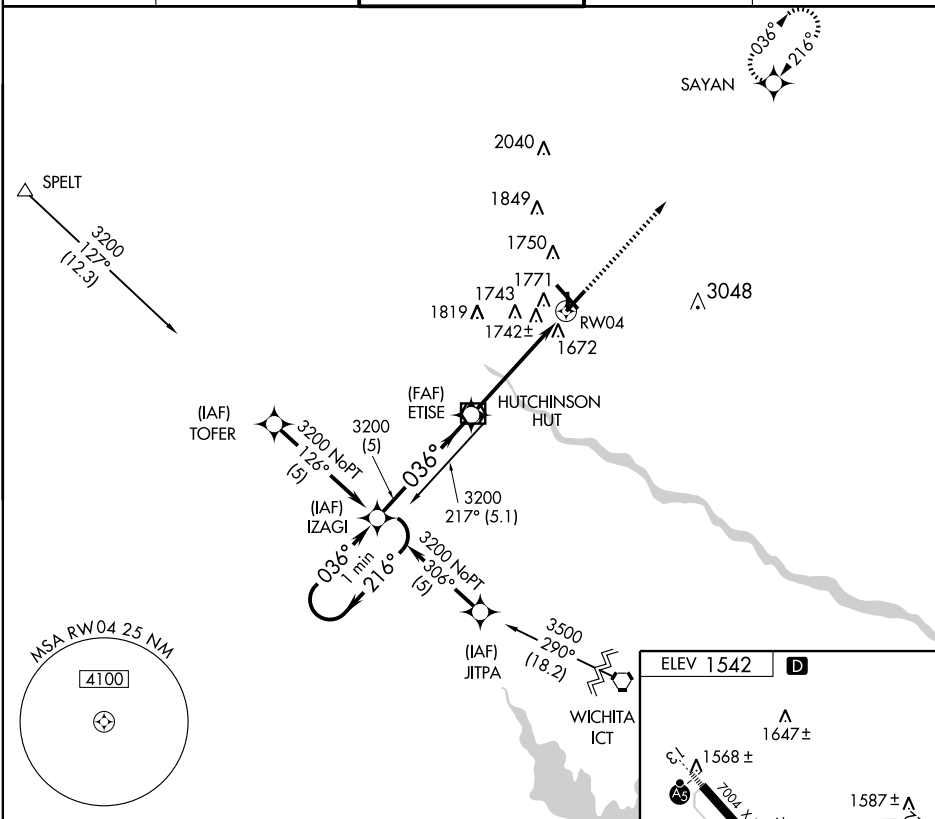 036°
216°
SAYAN
2040
SPELT
1849
3200
127°
(12.3)
1750
1771
3048
1743
1819
1742±
RW04
1672
(FAF)
ETISE
HUTCHINSON
HUT
(IAF)
TOFER
3200 NoPT
126°
(5)
3200
(5)
036°
3200
217° (5.1)
(IAF)
IZAGI
036°
1 min
216°
3200 NoPT
306°
(5)
(IAF)
JITPA
3500
290°
(18.2)
WICHITA
ICT
MSA RW04 25 NM
4100
ELEV 1542
D
1647±
13
1568 ±
A5
7004 X
1587 ±